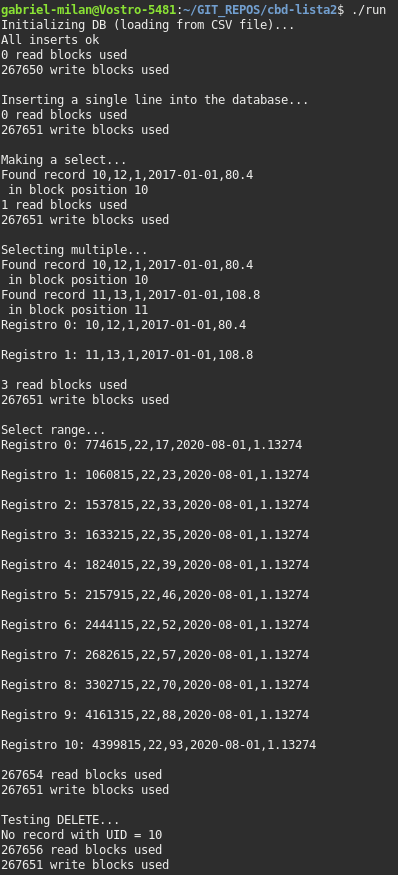 gabriel-milan@Vostro-5481:~/GIT_REPOS/cbd-lista2$ ./run
Initializing DB (loading from CSV file)...
All inserts ok
0 read blocks used
267650 write blocks used
Inserting a single line into the database...
0 read blocks used
267651 write blocks used
Making a select...
Found record 10,12,1,2017-01-01,80.4
in block position 10
1 read blocks used
267651 write blocks used
Selecting multiple...
Found record 10,12,1,2017-01-01,80.4
in block position 10
Found record 11,13,1,2017-01-01,108.8
in block position 11
Registro 0: 10,12,1,2017-01-01,80.4
Registro 1: 11,13,1,2017-01-01,108.8
3 read blocks used
267651 write blocks used
Select range...
Registro 0: 774615,22,17,2020-08-01,1.13274
Registro 1: 1060815,22,23,2020-08-01,1.13274
Registro 2: 1537815,22,33,2020-08-01,1.13274
Registro 3: 1633215,22,35,2020-08-01,1.13274
Registro 4: 1824015,22,39,2020-08-01,1.13274
Registro 5: 2157915,22,46,2020-08-01,1.13274
Registro 6: 2444115,22,52,2020-08-01,1.13274
Registro 7: 2682615,22,57,2020-08-01,1.13274
Registro 8: 3302715,22,70,2020-08-01,1.13274
Registro 9: 4161315,22,88,2020-08-01,1.13274
Registro 10: 4399815,22,93,2020-08-01,1.13274
267654 read blocks used
267651 write blocks used
Testing DELETE...
No record with UID = 10
267656 read blocks used
267651 write blocks used